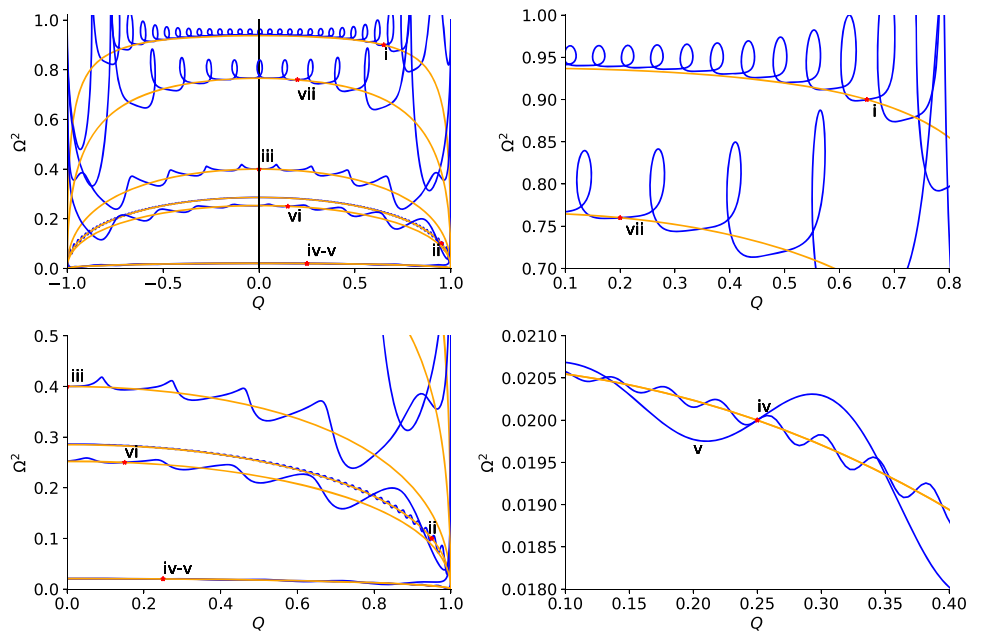 1.0
0.8
0.6
0.4
0.2
0.0
Ω²
i
vii
iii
vi
ii
iv-v
−1.0 −0.5 0.0 0.5 1.0
Q
1.00
0.95
0.90
0.85
0.80
0.75
0.70
Ω²
i
vii
0.1 0.2 0.3 0.4 0.5 0.6 0.7 0.8
Q
0.5
0.4
0.3
0.2
0.1
0.0
Ω²
iii
vi
ii
iv-v
0.0 0.2 0.4 0.6 0.8 1.0
Q
0.0210
0.0205
0.0200
0.0195
0.0190
0.0185
0.0180
Ω²
iv
v
0.10 0.15 0.20 0.25 0.30 0.35 0.40
Q